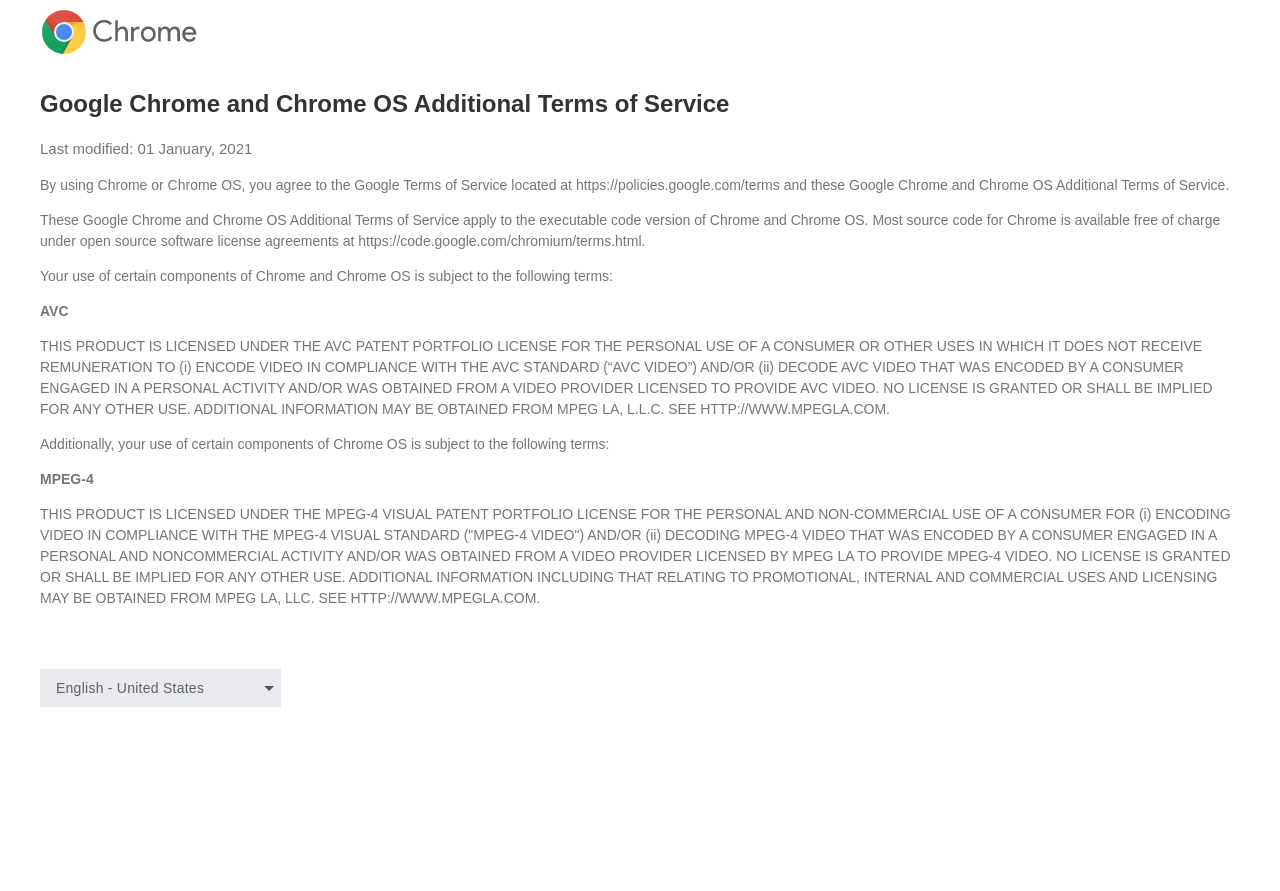 Chrome
Google Chrome and Chrome OS Additional Terms of Service
Last modified: 01 January, 2021
By using Chrome or Chrome OS, you agree to the Google Terms of Service located at https://policies.google.com/terms and these Google Chrome and Chrome OS Additional Terms of Service.
These Google Chrome and Chrome OS Additional Terms of Service apply to the executable code version of Chrome and Chrome OS. Most source code for Chrome is available free of charge
under open source software license agreements at https://code.google.com/chromium/terms.html.
Your use of certain components of Chrome and Chrome OS is subject to the following terms:
AVC
THIS PRODUCT IS LICENSED UNDER THE AVC PATENT PORTFOLIO LICENSE FOR THE PERSONAL USE OF A CONSUMER OR OTHER USES IN WHICH IT DOES NOT RECEIVE
REMUNERATION TO (i) ENCODE VIDEO IN COMPLIANCE WITH THE AVC STANDARD (“AVC VIDEO”) AND/OR (ii) DECODE AVC VIDEO THAT WAS ENCODED BY A CONSUMER
ENGAGED IN A PERSONAL ACTIVITY AND/OR WAS OBTAINED FROM A VIDEO PROVIDER LICENSED TO PROVIDE AVC VIDEO. NO LICENSE IS GRANTED OR SHALL BE IMPLIED
FOR ANY OTHER USE. ADDITIONAL INFORMATION MAY BE OBTAINED FROM MPEG LA, L.L.C. SEE HTTP://WWW.MPEGLA.COM.
Additionally, your use of certain components of Chrome OS is subject to the following terms:
MPEG-4
THIS PRODUCT IS LICENSED UNDER THE MPEG-4 VISUAL PATENT PORTFOLIO LICENSE FOR THE PERSONAL AND NON-COMMERCIAL USE OF A CONSUMER FOR (i) ENCODING
VIDEO IN COMPLIANCE WITH THE MPEG-4 VISUAL STANDARD ("MPEG-4 VIDEO") AND/OR (ii) DECODING MPEG-4 VIDEO THAT WAS ENCODED BY A CONSUMER ENGAGED IN A
PERSONAL AND NONCOMMERCIAL ACTIVITY AND/OR WAS OBTAINED FROM A VIDEO PROVIDER LICENSED BY MPEG LA TO PROVIDE MPEG-4 VIDEO. NO LICENSE IS GRANTED
OR SHALL BE IMPLIED FOR ANY OTHER USE. ADDITIONAL INFORMATION INCLUDING THAT RELATING TO PROMOTIONAL, INTERNAL AND COMMERCIAL USES AND LICENSING
MAY BE OBTAINED FROM MPEG LA, LLC. SEE HTTP://WWW.MPEGLA.COM.
English - United States